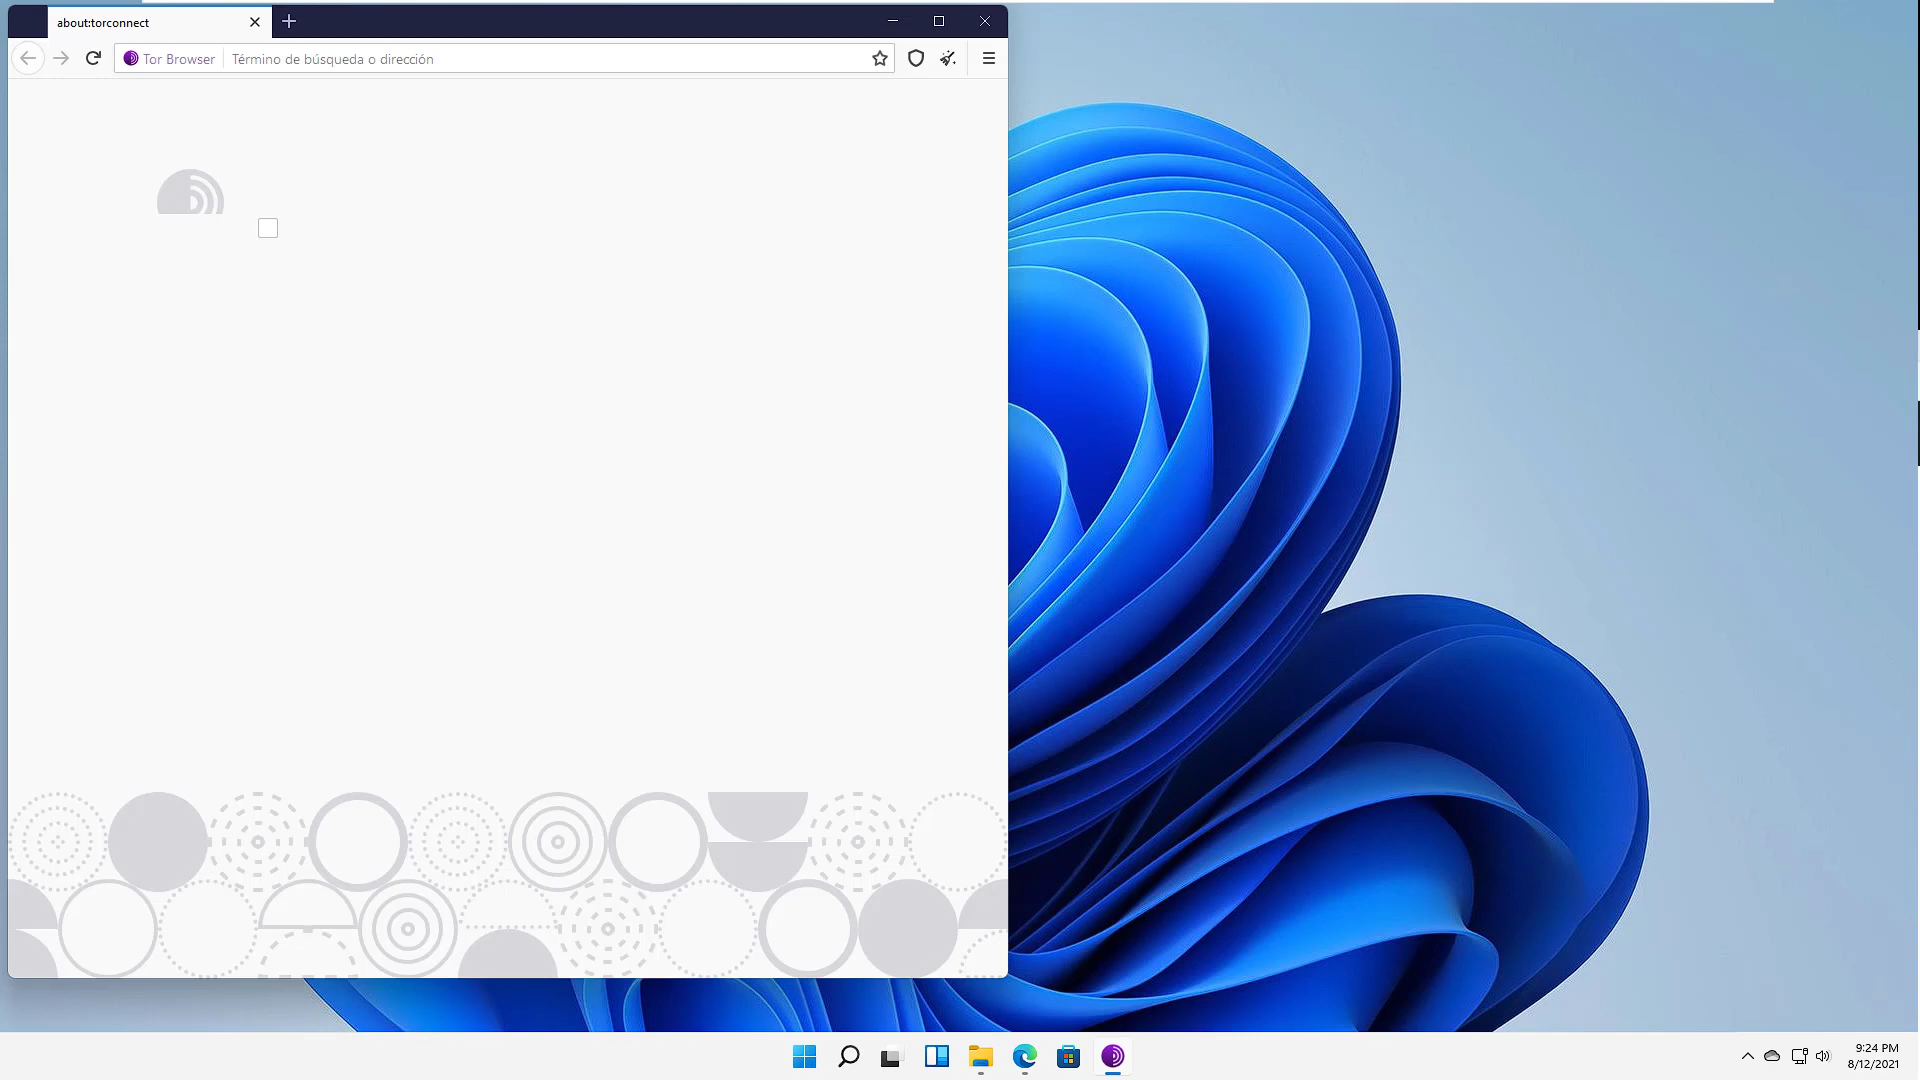 about:torconnect
Tor Browser
Término de búsqueda o dirección
9:24 PM
8/12/2021